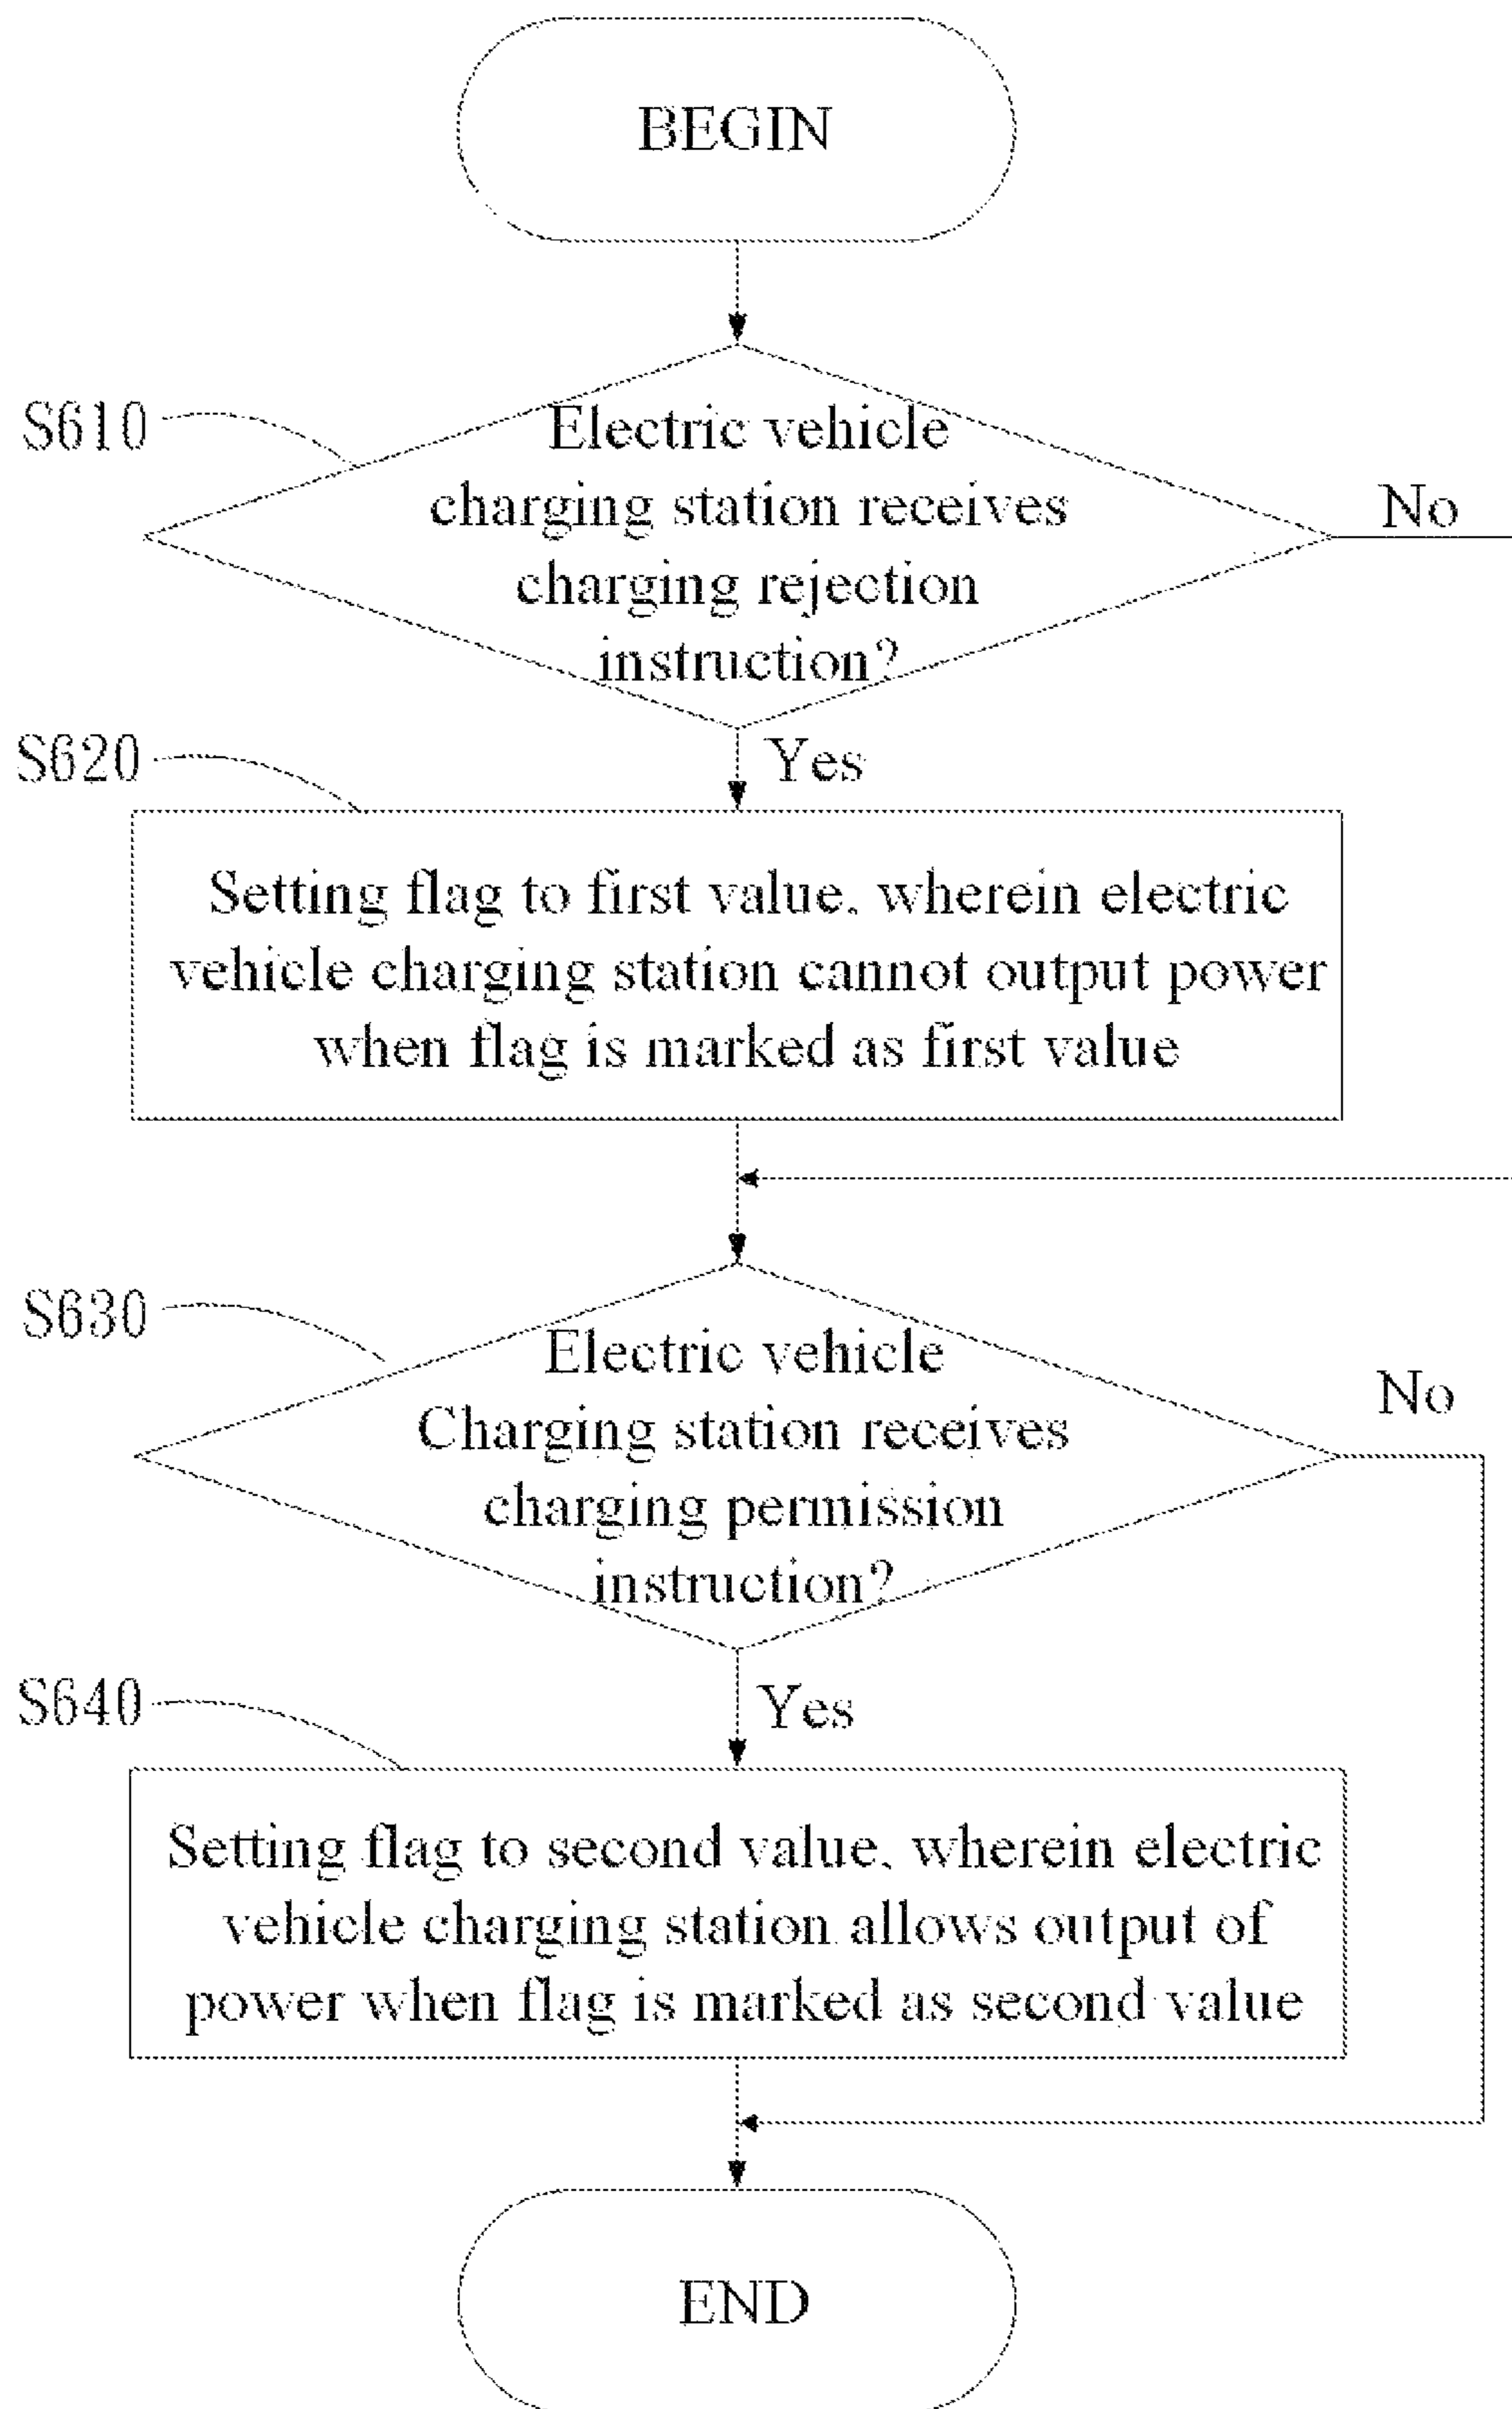 BEGIN
S610
Electric vehicle
charging station receives
charging rejection
instruction?
No
Yes
S620
Setting flag to first value, wherein electric
vehicle charging station cannot output power
when flag is marked as first value
S630
Electric vehicle
Charging station receives
charging permission
instruction?
No
Yes
S640
Setting flag to second value, wherein electric
vehicle charging station allows output of
power when flag is marked as second value
END